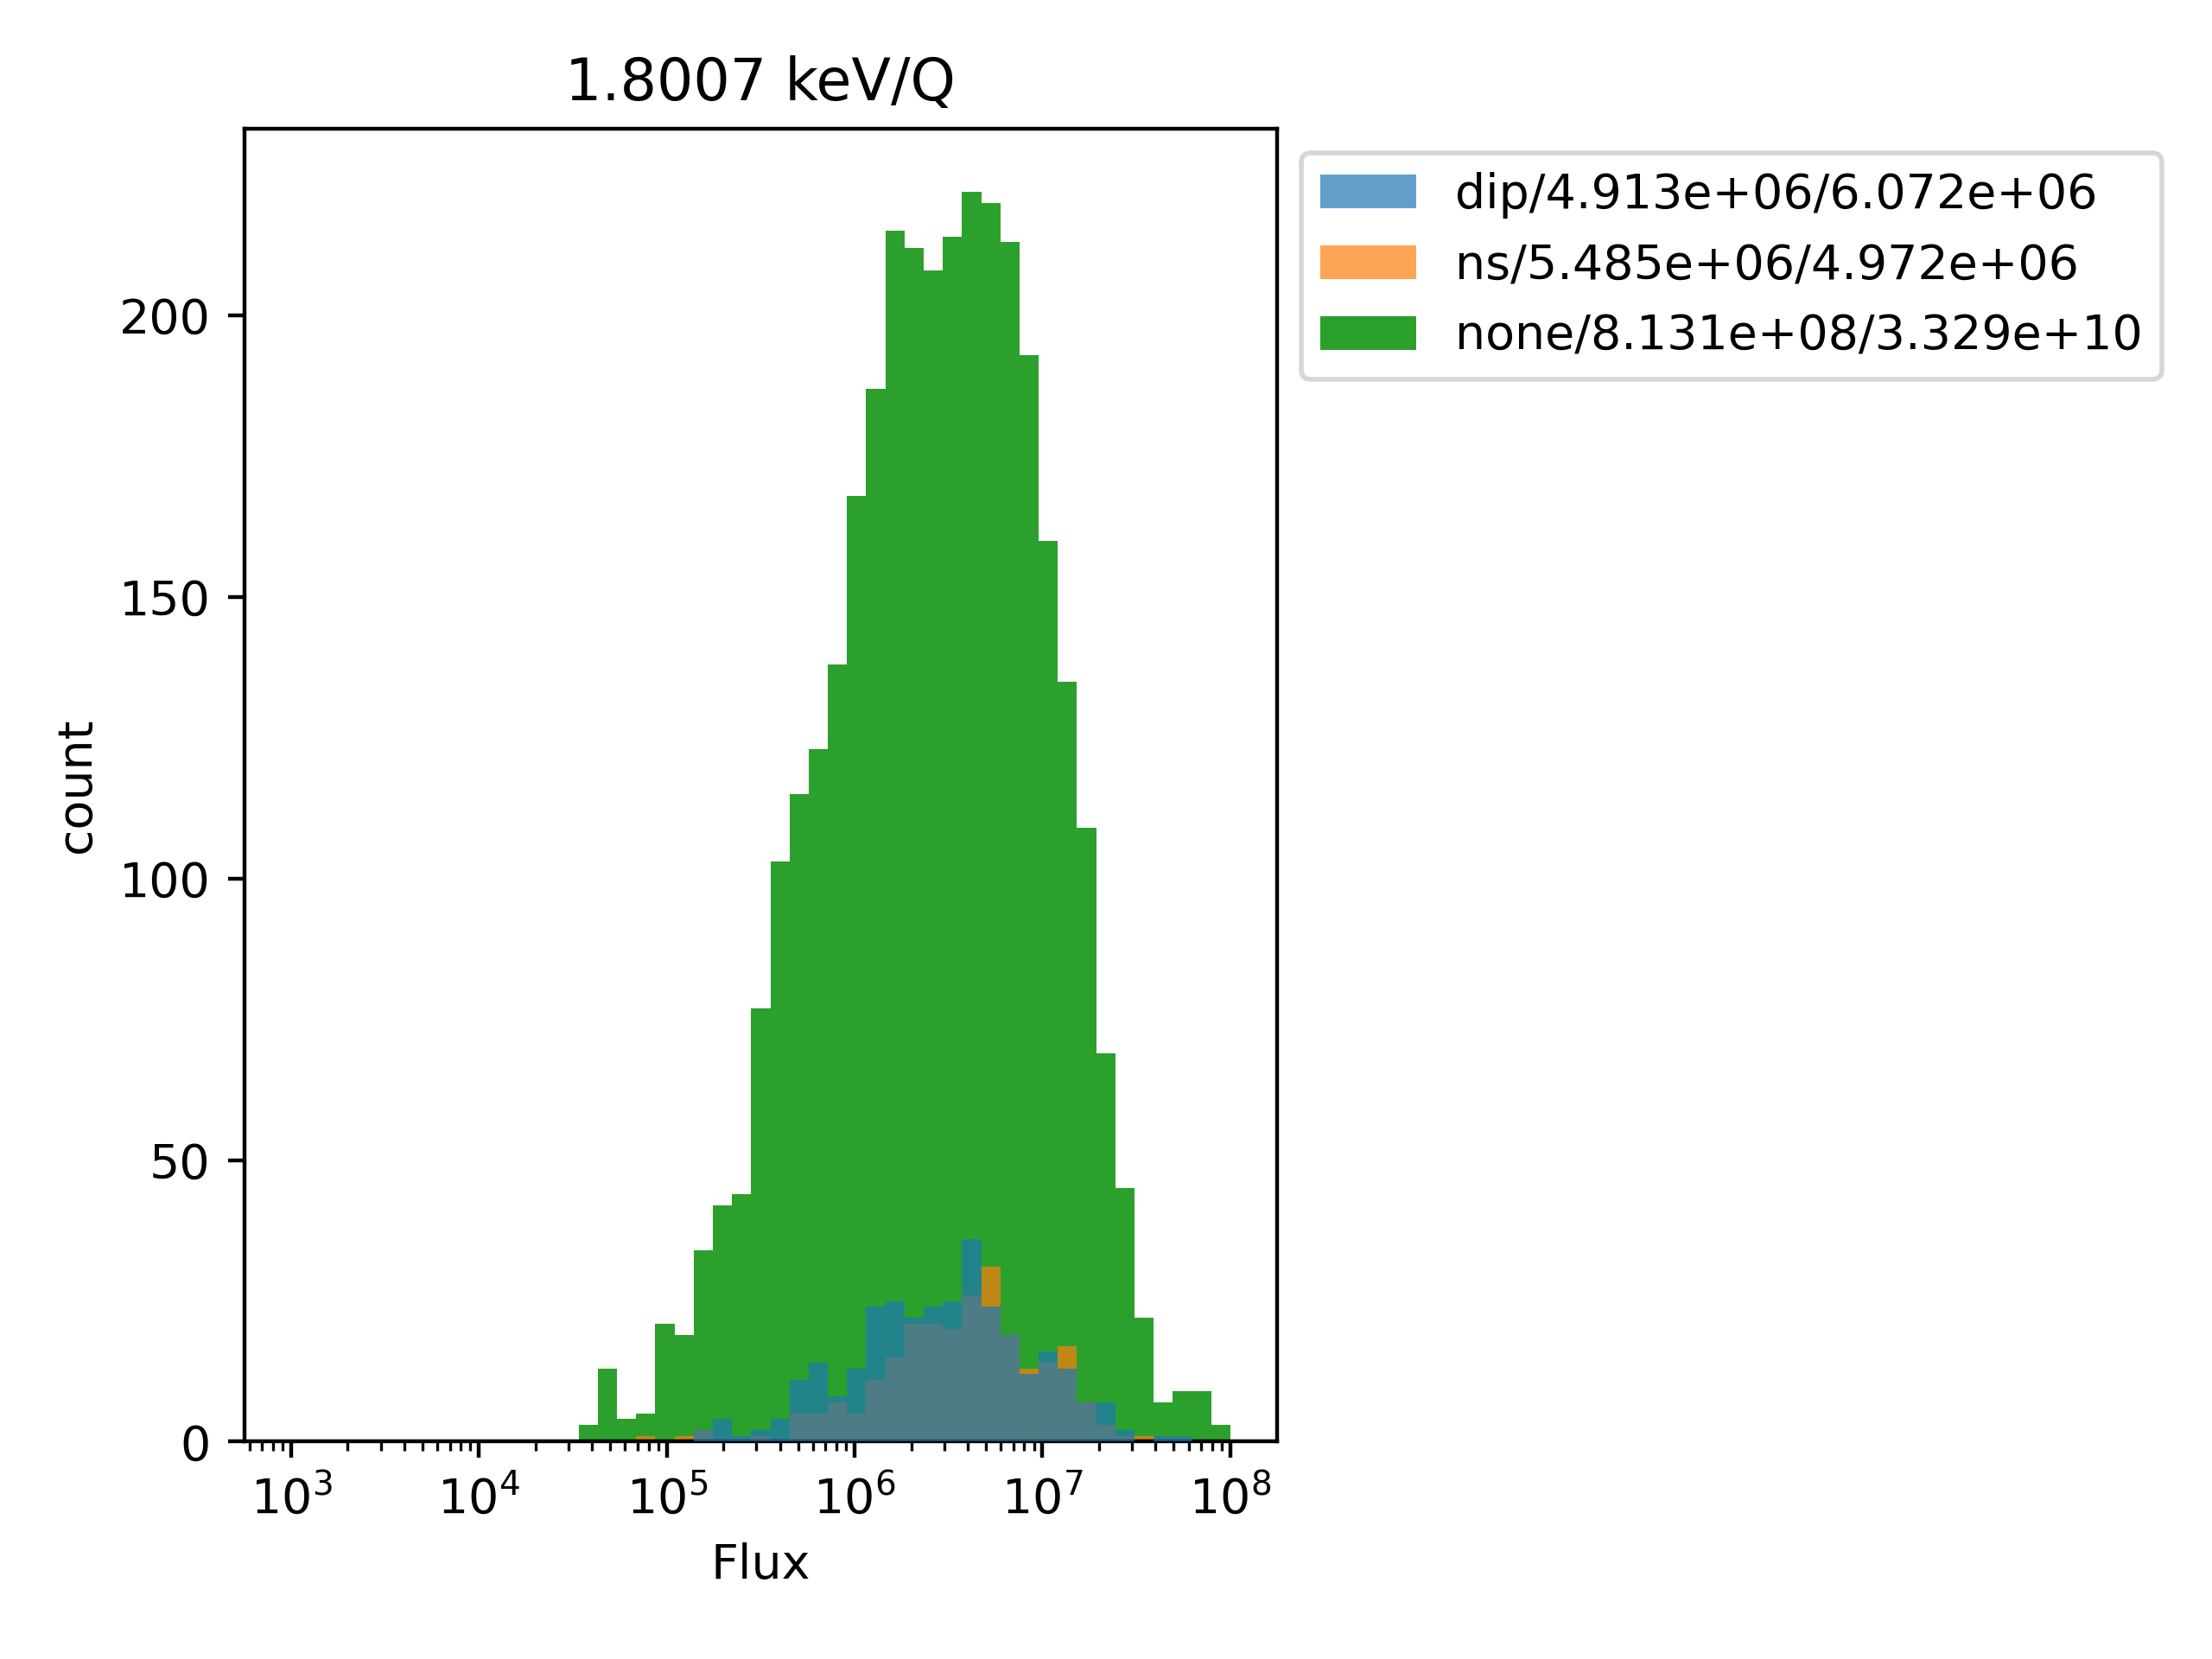 1.8007 keV/Q
dip/4.913e+06/6.072e+06
ns/5.485e+06/4.972e+06
none/8.131e+08/3.329e+10
count
200
150
100
50
0
10³ 10⁴ 10⁵ 10⁶ 10⁷ 10⁸
Flux